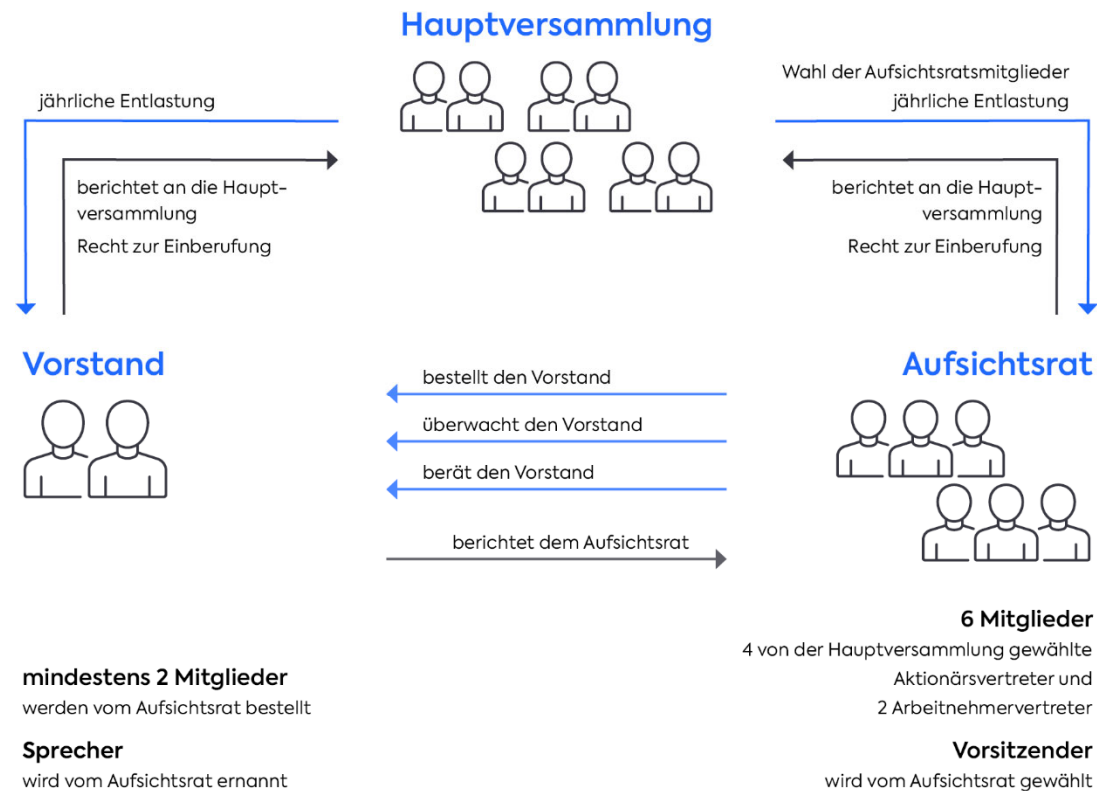 Hauptversammlung
jährliche Entlastung
berichtet an die Haupt-
versammlung
Recht zur Einberufung
Wahl der Aufsichtsratsmitglieder
jährliche Entlastung
berichtet an die Haupt-
versammlung
Recht zur Einberufung
Vorstand
bestellt den Vorstand
überwacht den Vorstand
berät den Vorstand
berichtet dem Aufsichtsrat
Aufsichtsrat
mindestens 2 Mitglieder
werden vom Aufsichtsrat bestellt
Sprecher
wird vom Aufsichtsrat ernannt
6 Mitglieder
4 von der Hauptversammlung gewählte
Aktionärsvertreter und
2 Arbeitnehmervertreter
Vorsitzender
wird vom Aufsichtsrat gewählt